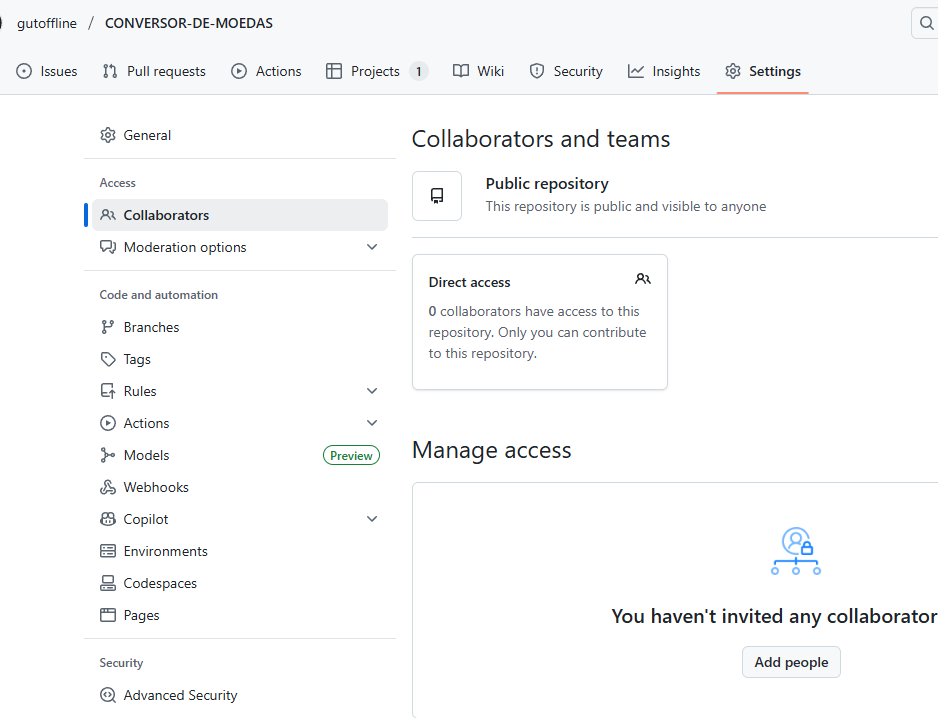 gutoffline / CONVERSOR-DE-MOEDAS
Issues Pull requests Actions Projects 1 Wiki Security Insights Settings
General
Access
Collaborators
Moderation options
Code and automation
Branches
Tags
Rules
Actions
Models Preview
Webhooks
Copilot
Environments
Codespaces
Pages
Security
Advanced Security
Collaborators and teams
Public repository
This repository is public and visible to anyone
Direct access
0 collaborators have access to this
repository. Only you can contribute
to this repository.
Manage access
You haven't invited any collaborator
Add people